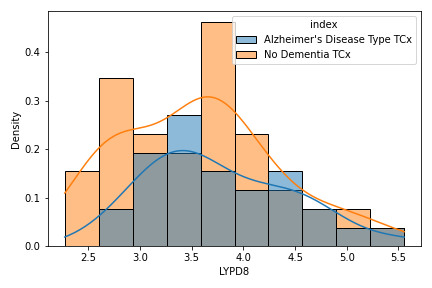 index
Alzheimer's Disease Type TCx
No Dementia TCx
Density
0.4
0.3
0.2
0.1
0.0
2.5 3.0 3.5 4.0 4.5 5.0 5.5
LYPD8